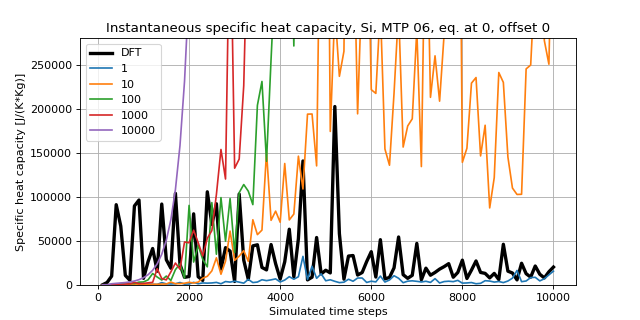 Instantaneous specific heat capacity, Si, MTP 06, eq. at 0, offset 0
Specific heat capacity [J/(K*Kg)]
250000
200000
150000
100000
50000
0
DFT
1
10
100
1000
10000
0 2000 4000 6000 8000 10000
Simulated time steps